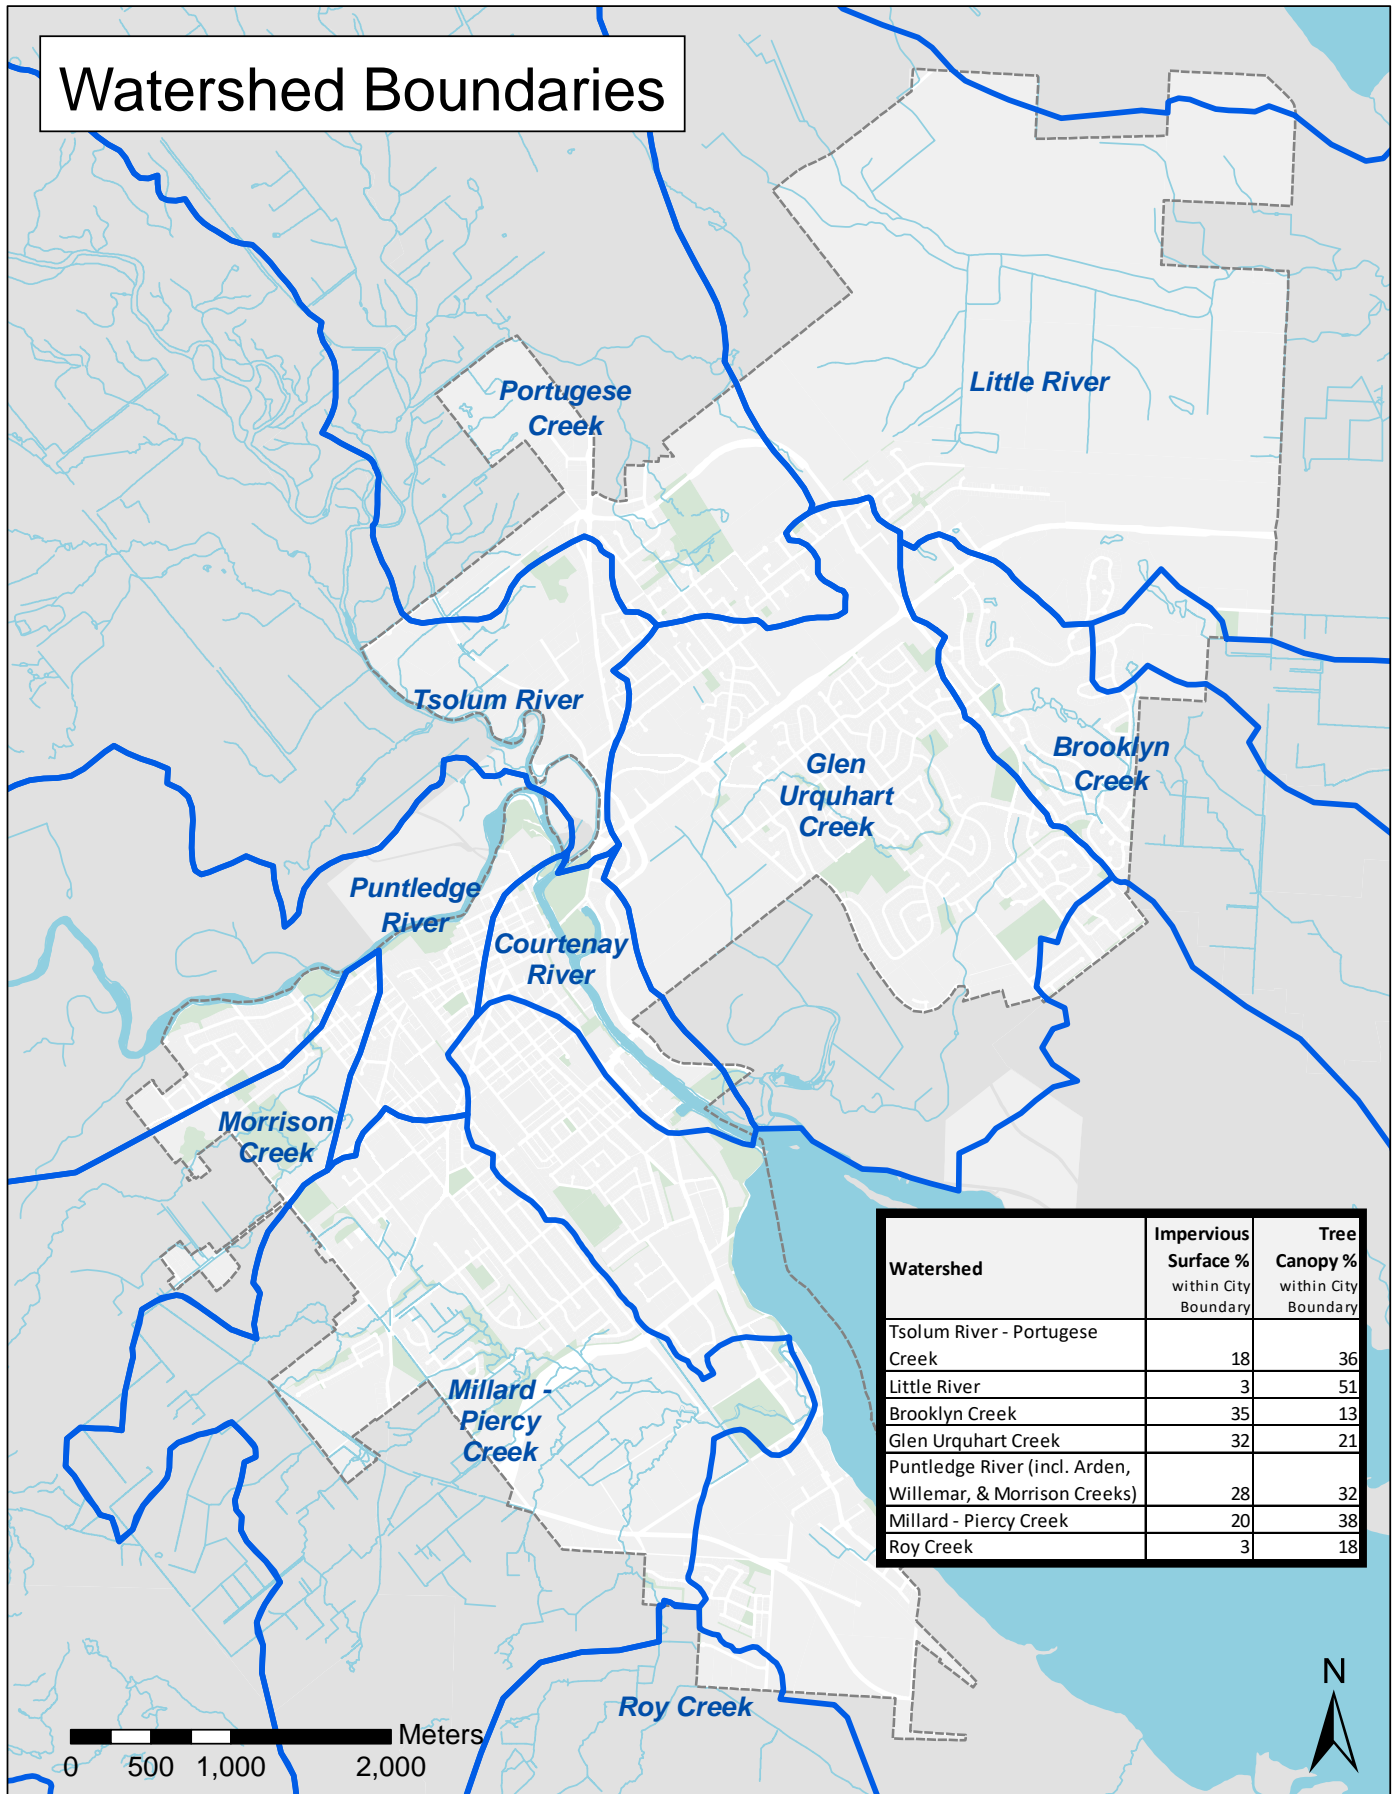 Watershed Boundaries
Portugese
Creek
Little River
Tsolum River
Glen
Urquhart
Creek
Brooklyn
Creek
Puntledge
River
Courtenay
River
Morrison
Creek
Millard -
Piercy
Creek
Roy Creek
Watershed Impervious Surface % within City Boundary Tree Canopy % within City Boundary
Tsolum River - Portugese
Creek 18 36
Little River 3 51
Brooklyn Creek 35 13
Glen Urquhart Creek 32 21
Puntledge River (incl. Arden,
Willemar, & Morrison Creeks) 28 32
Millard - Piercy Creek 20 38
Roy Creek 3 18
N
Meters
0 500 1,000 2,000